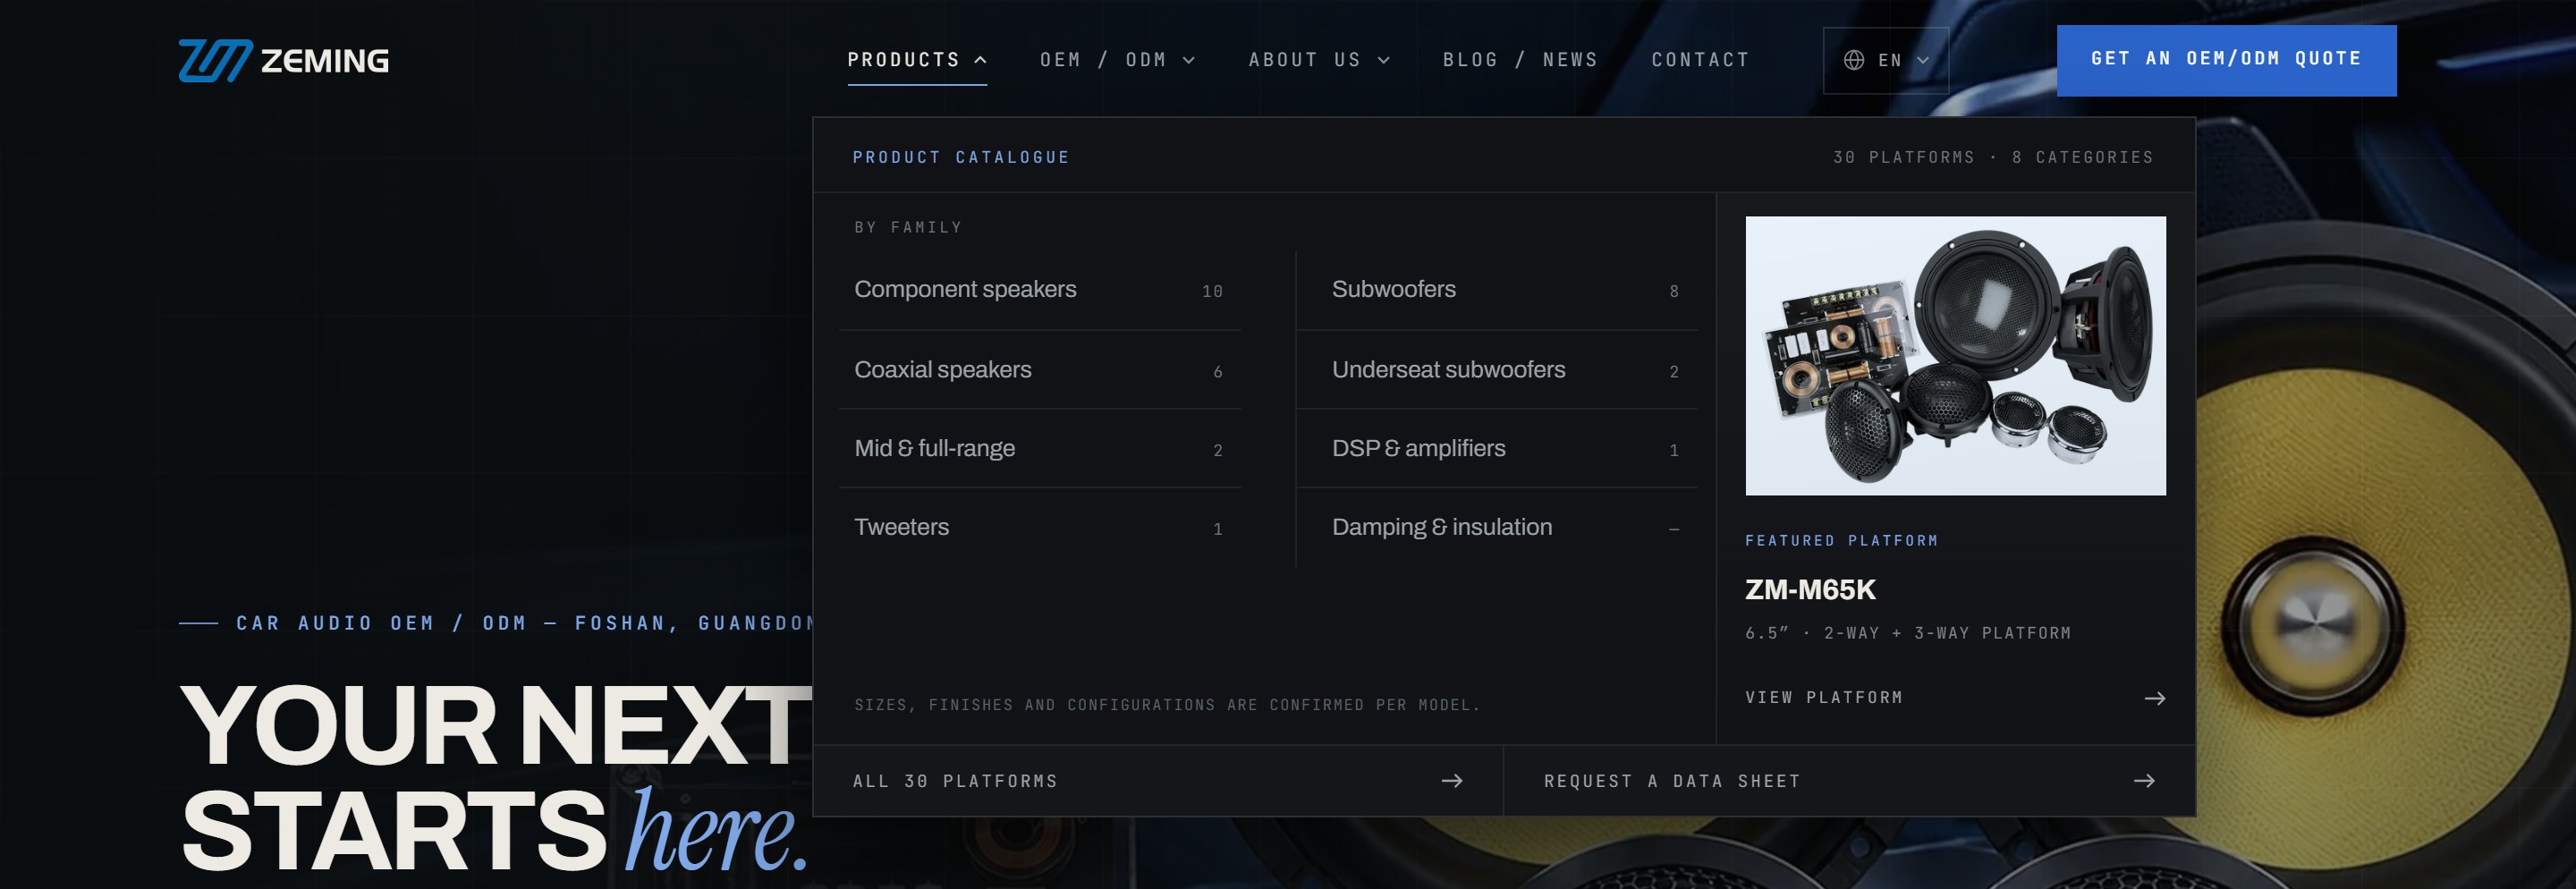 ZEMING
PRODUCTS
OEM / ODM
ABOUT US
BLOG / NEWS
CONTACT
EN
GET AN OEM/ODM QUOTE
PRODUCT CATALOGUE
30 PLATFORMS · 8 CATEGORIES
BY FAMILY
Component speakers 10
Subwoofers 8
Coaxial speakers 6
Underseat subwoofers 2
Mid & full-range 2
DSP & amplifiers 1
Tweeters 1
Damping & insulation —
FEATURED PLATFORM
ZM-M65K
6.5″ · 2-WAY + 3-WAY PLATFORM
VIEW PLATFORM →
SIZES, FINISHES AND CONFIGURATIONS ARE CONFIRMED PER MODEL.
ALL 30 PLATFORMS →
REQUEST A DATA SHEET →
CAR AUDIO OEM / ODM — FOSHAN, GUANGDON
YOUR NEXT
STARTS here.